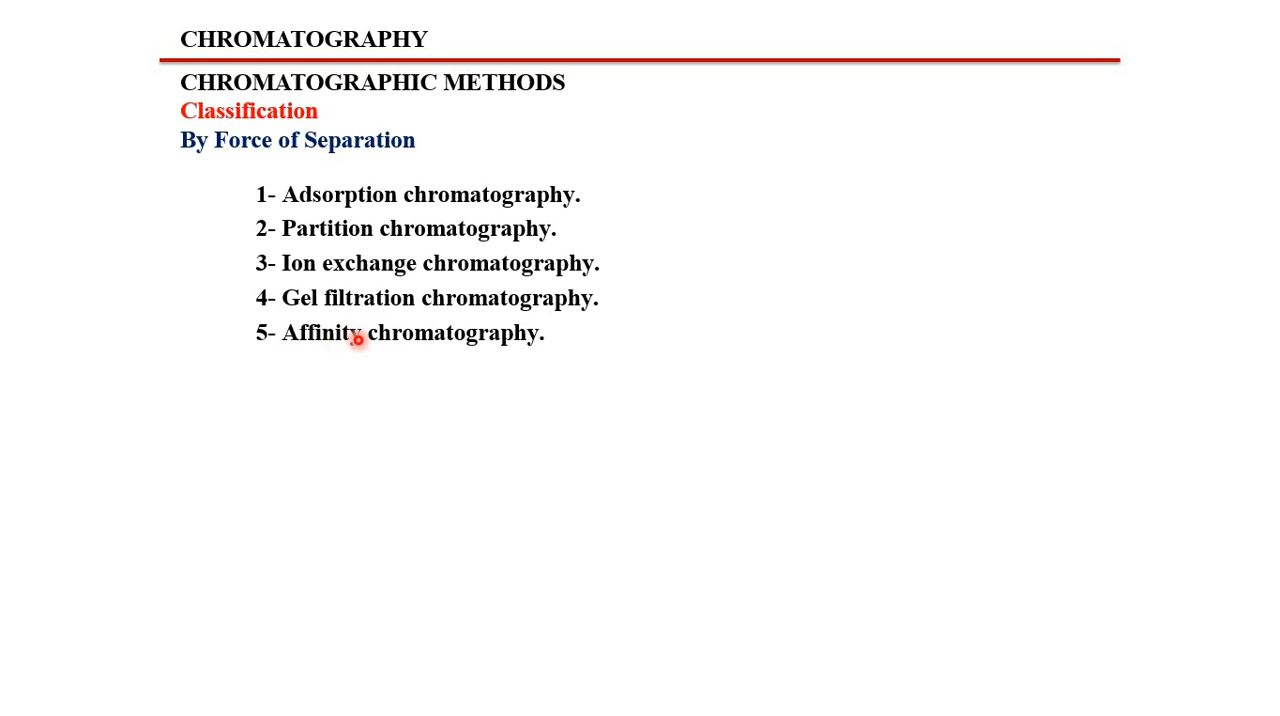 CHROMATOGRAPHY
CHROMATOGRAPHIC METHODS
Classification
By Force of Separation
1- Adsorption chromatography.
2- Partition chromatography.
3- Ion exchange chromatography.
4- Gel filtration chromatography.
5- Affinity chromatography.